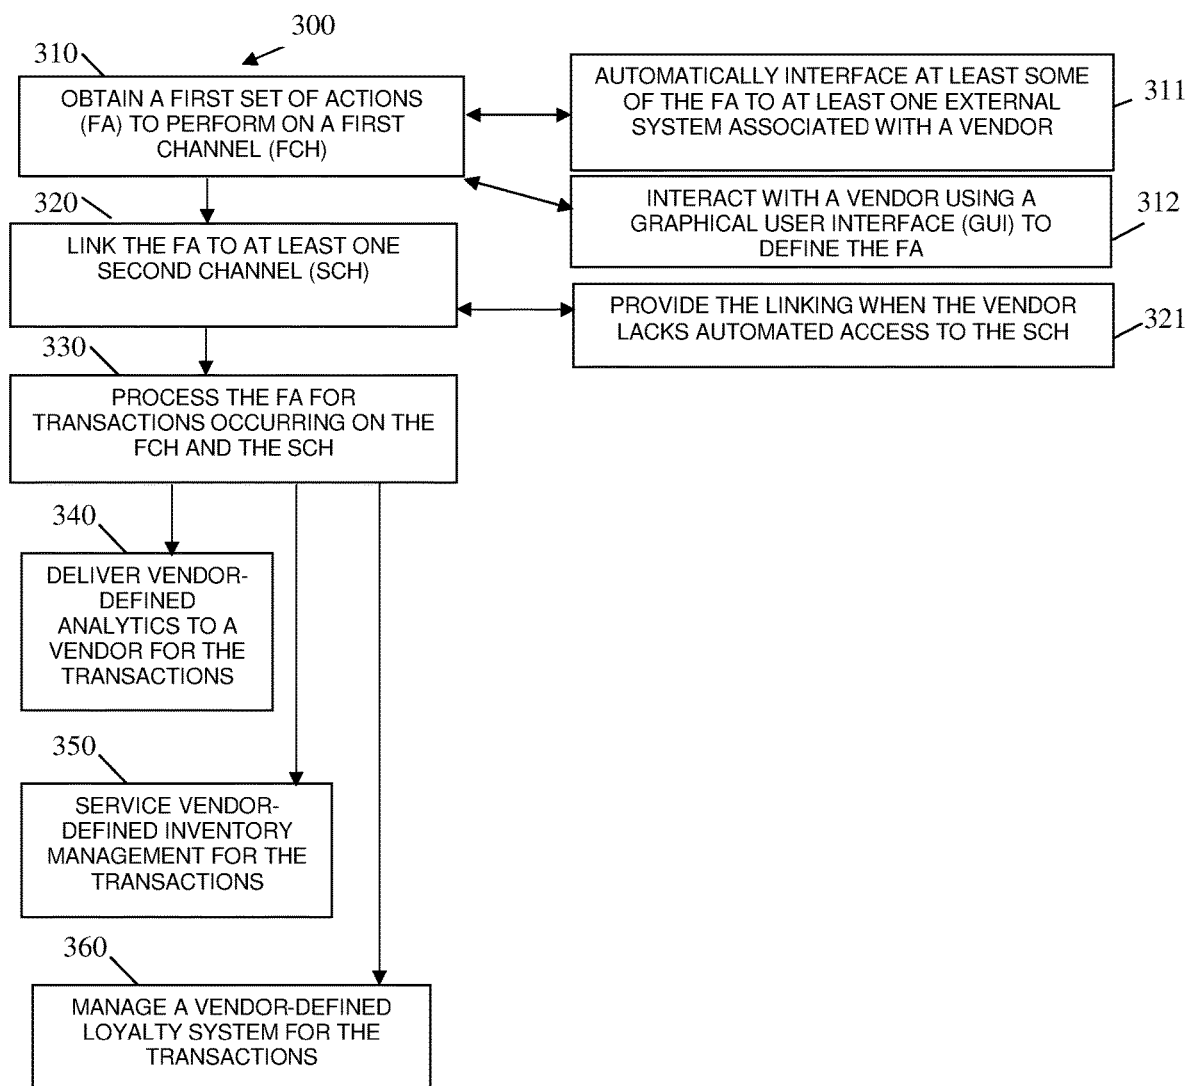 300
310
OBTAIN A FIRST SET OF ACTIONS
(FA) TO PERFORM ON A FIRST
CHANNEL (FCH)
AUTOMATICALLY INTERFACE AT LEAST SOME
OF THE FA TO AT LEAST ONE EXTERNAL
SYSTEM ASSOCIATED WITH A VENDOR
311
INTERACT WITH A VENDOR USING A
GRAPHICAL USER INTERFACE (GUI) TO
DEFINE THE FA
312
320
LINK THE FA TO AT LEAST ONE
SECOND CHANNEL (SCH)
PROVIDE THE LINKING WHEN THE VENDOR
LACKS AUTOMATED ACCESS TO THE SCH
321
330
PROCESS THE FA FOR
TRANSACTIONS OCCURRING ON THE
FCH AND THE SCH
340
DELIVER VENDOR-
DEFINED
ANALYTICS TO A
VENDOR FOR THE
TRANSACTIONS
350
SERVICE VENDOR-
DEFINED INVENTORY
MANAGEMENT FOR THE
TRANSACTIONS
360
MANAGE A VENDOR-DEFINED
LOYALTY SYSTEM FOR THE
TRANSACTIONS